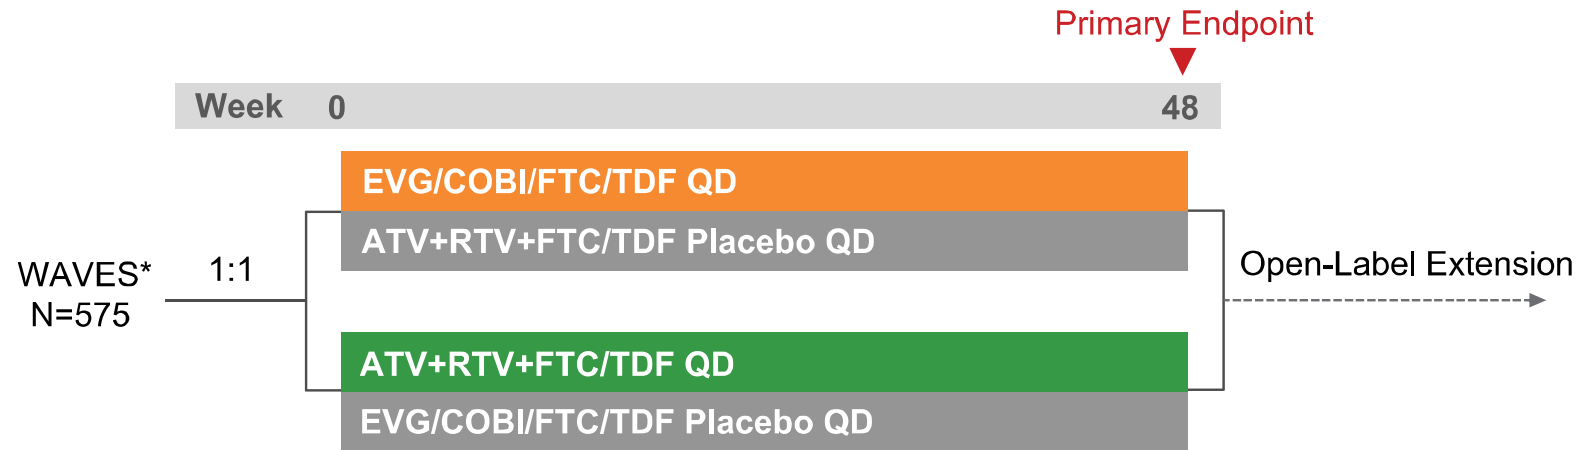 Primary Endpoint
Week 0 48
EVG/COBI/FTC/TDF QD
ATV+RTV+FTC/TDF Placebo QD
WAVES*
N=575
1:1
Open-Label Extension
ATV+RTV+FTC/TDF QD
EVG/COBI/FTC/TDF Placebo QD